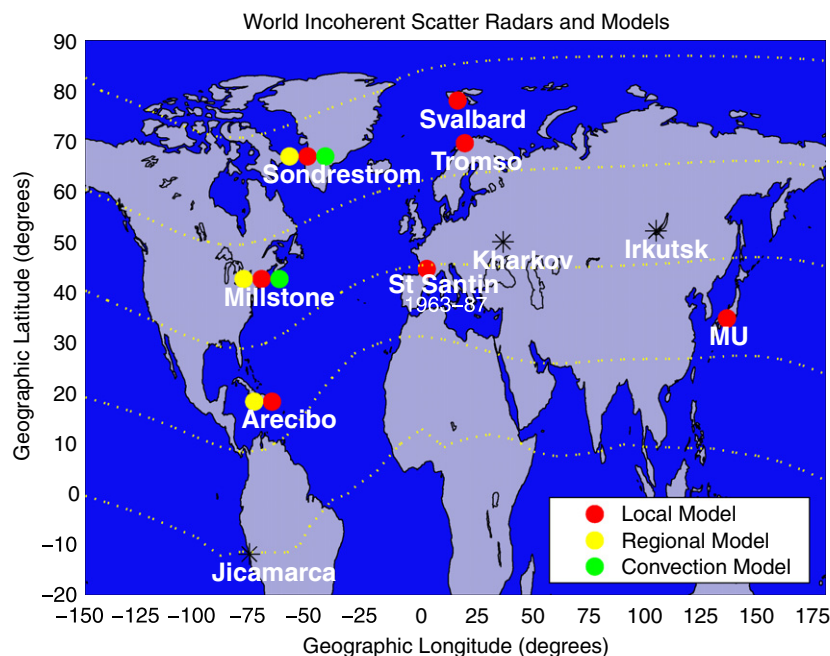 World Incoherent Scatter Radars and Models
90
80
70
60
50
40
30
20
10
0
−10
−20
Geographic Latitude (degrees)
Svalbard
Tromso
Sondrestrom
Irkutsk
Kharkov
St Santin
1963−87
Millstone
MU
Arecibo
Jicamarca
Local Model
Regional Model
Convection Model
−150 −125 −100 −75 −50 −25 0 25 50 75 100 125 150 175
Geographic Longitude (degrees)